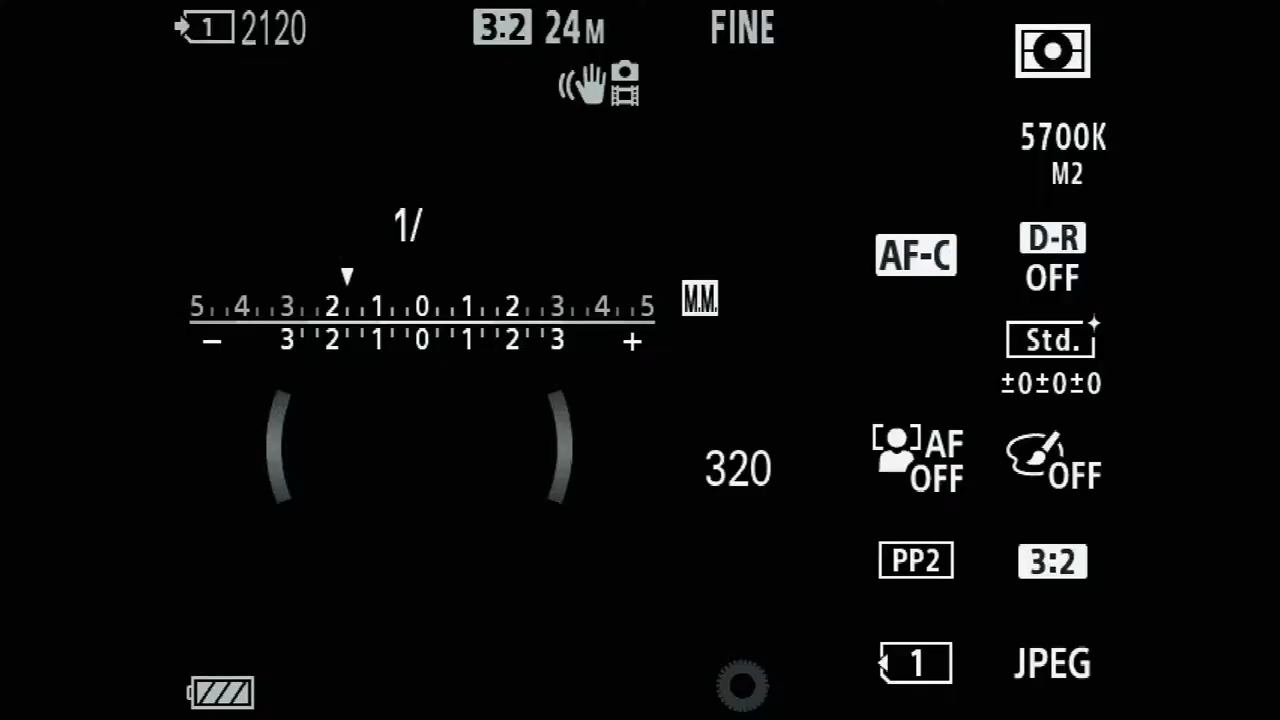 1 2120 3:2 24M FINE
5700K
M2
1/
AF-C D-R
OFF
5 4 3 2 1 0 1 2 3 4 5 M.M.
− 3 2 1 0 1 2 3 +
Std.
±0±0±0
AF
OFF
320
OFF
PP2 3:2
1 JPEG